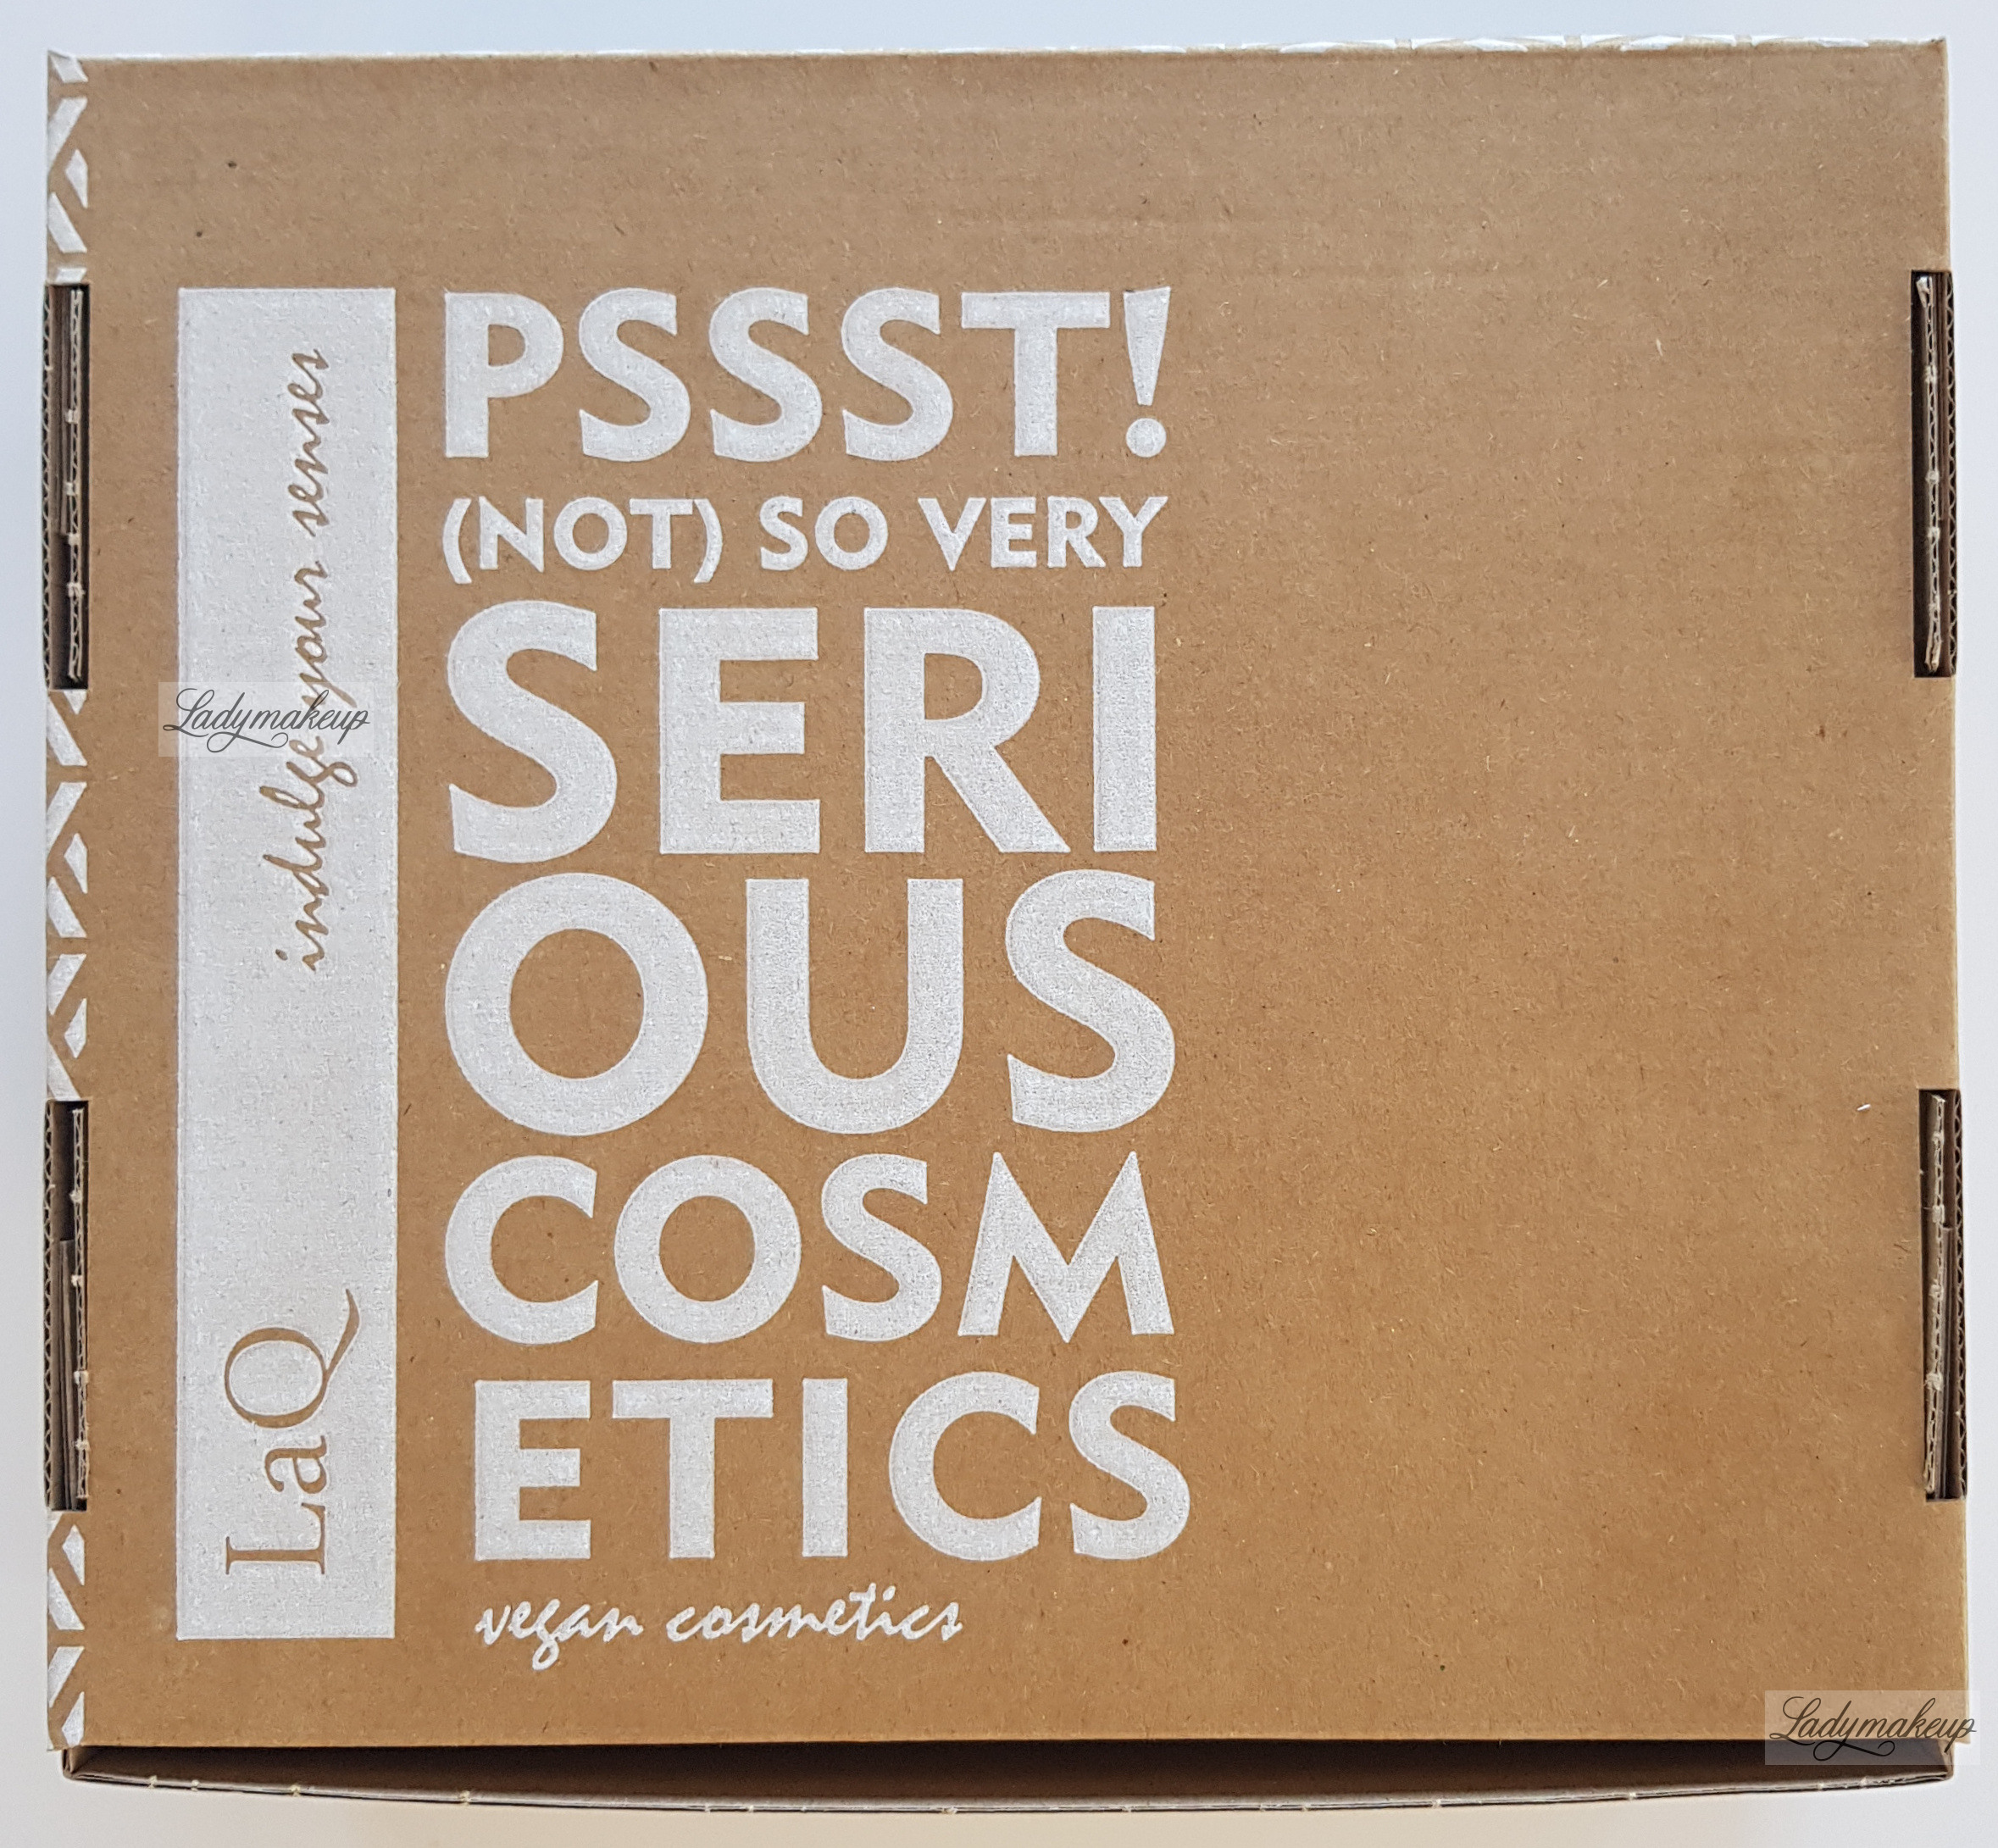 PSSST!
(NOT) SO VERY
SERI
OUS
COSM
ETICS
vegan cosmetics
LaQ indulge your senses
Ladymakeup
Ladymakeup